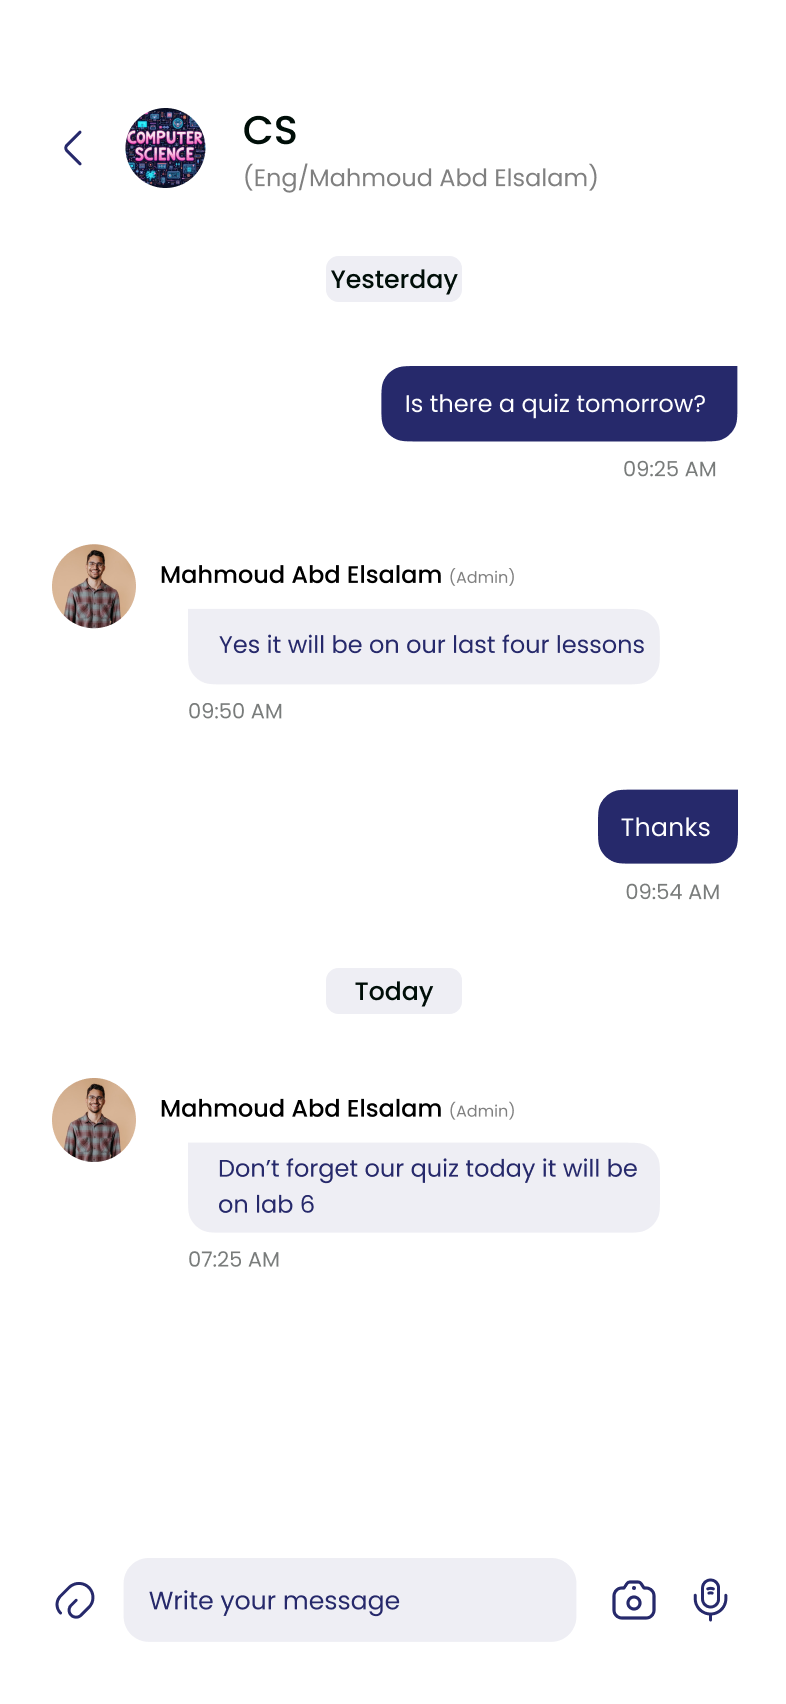 COMPUTER
SCIENCE
CS
(Eng/Mahmoud Abd Elsalam)
Yesterday
Is there a quiz tomorrow?
09:25 AM
Mahmoud Abd Elsalam (Admin)
Yes it will be on our last four lessons
09:50 AM
Thanks
09:54 AM
Today
Mahmoud Abd Elsalam (Admin)
Don’t forget our quiz today it will be
on lab 6
07:25 AM
Write your message